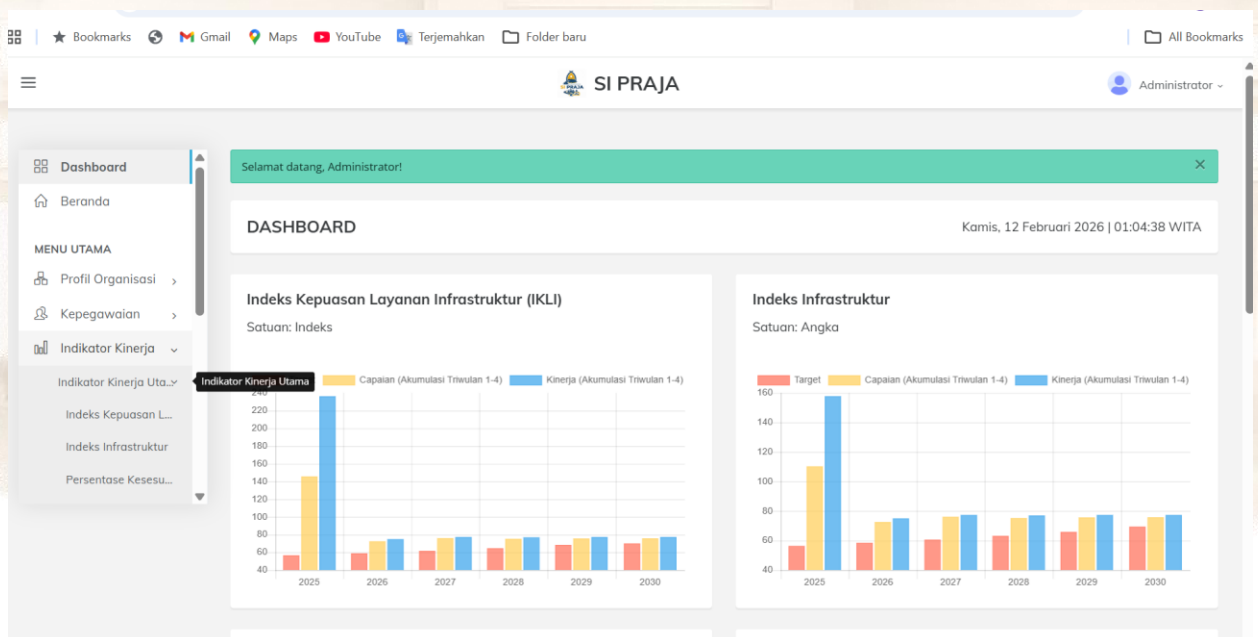 Bookmarks Gmail Maps YouTube Terjemahkan Folder baru All Bookmarks
SI PRAJA
Administrator
Dashboard
Beranda
MENU UTAMA
Profil Organisasi
Kepegawaian
Indikator Kinerja
Indikator Kinerja Uta...
Indikator Kinerja Utama
Indeks Kepuasan L...
Indeks Infrastruktur
Persentase Kesesu...
Selamat datang, Administrator!
DASHBOARD
Kamis, 12 Februari 2026 | 01:04:38 WITA
Indeks Kepuasan Layanan Infrastruktur (IKLI)
Satuan: Indeks
Capaian (Akumulasi Triwulan 1-4) Kinerja (Akumulasi Triwulan 1-4)
240
220
200
180
160
140
120
100
80
60
40
2025 2026 2027 2028 2029 2030
Indeks Infrastruktur
Satuan: Angka
Target Capaian (Akumulasi Triwulan 1-4) Kinerja (Akumulasi Triwulan 1-4)
160
140
120
100
80
60
40
2025 2026 2027 2028 2029 2030